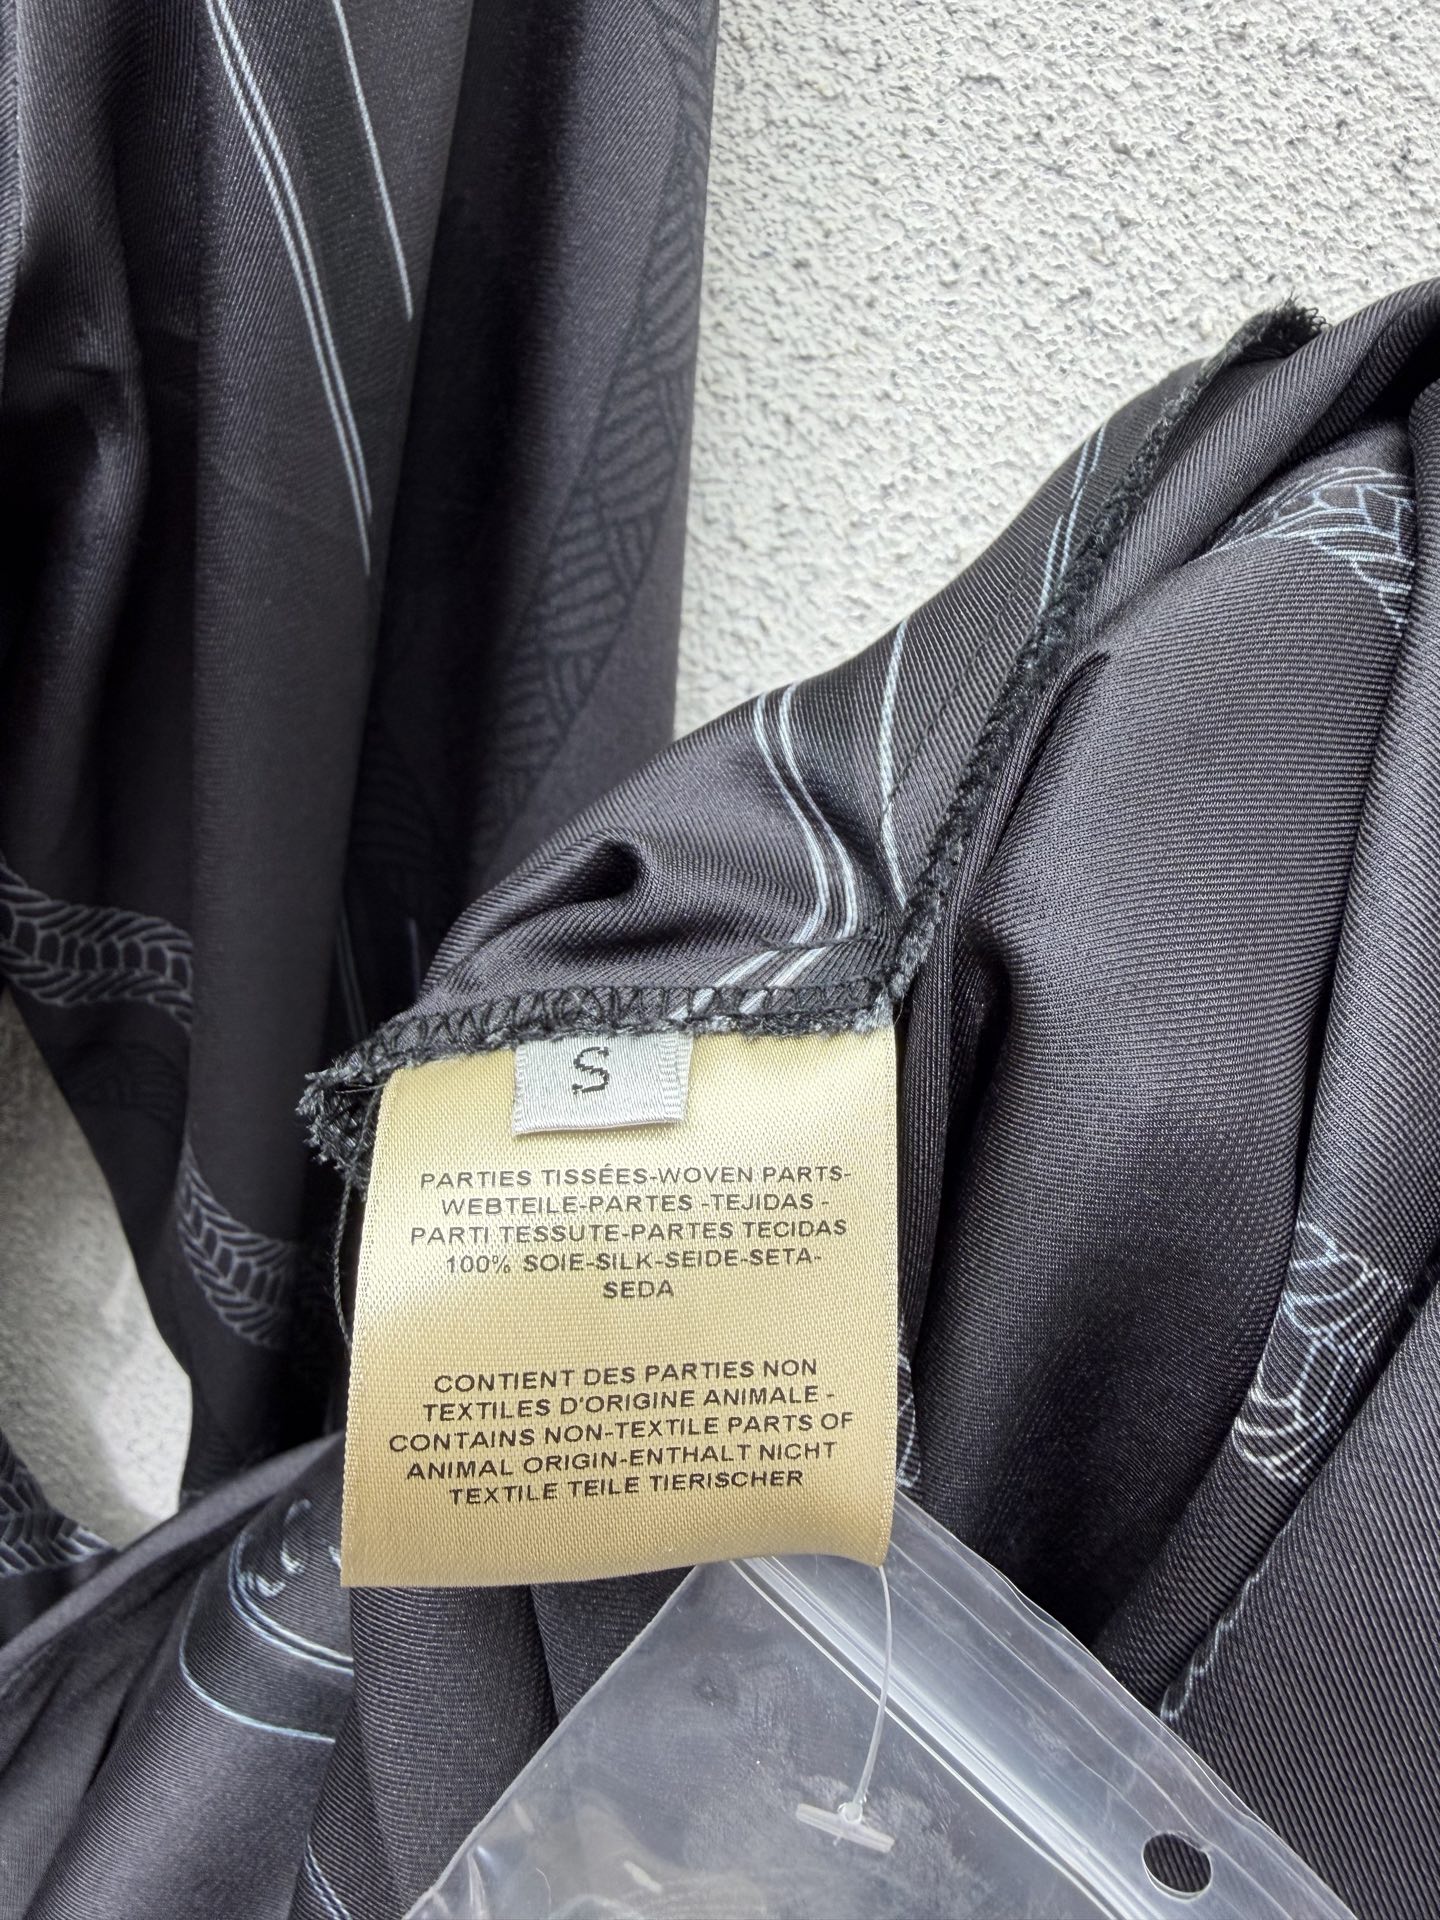 S
PARTIES TISSÉES-WOVEN PARTS-
WEBTEILE-PARTES -TEJIDAS -
PARTI TESSUTE-PARTES TECIDAS
100% SOIE-SILK-SEIDE-SETA-
SEDA
CONTIENT DES PARTIES NON
TEXTILES D'ORIGINE ANIMALE -
CONTAINS NON-TEXTILE PARTS OF
ANIMAL ORIGIN-ENTHALT NICHT
TEXTILE TEILE TIERISCHER